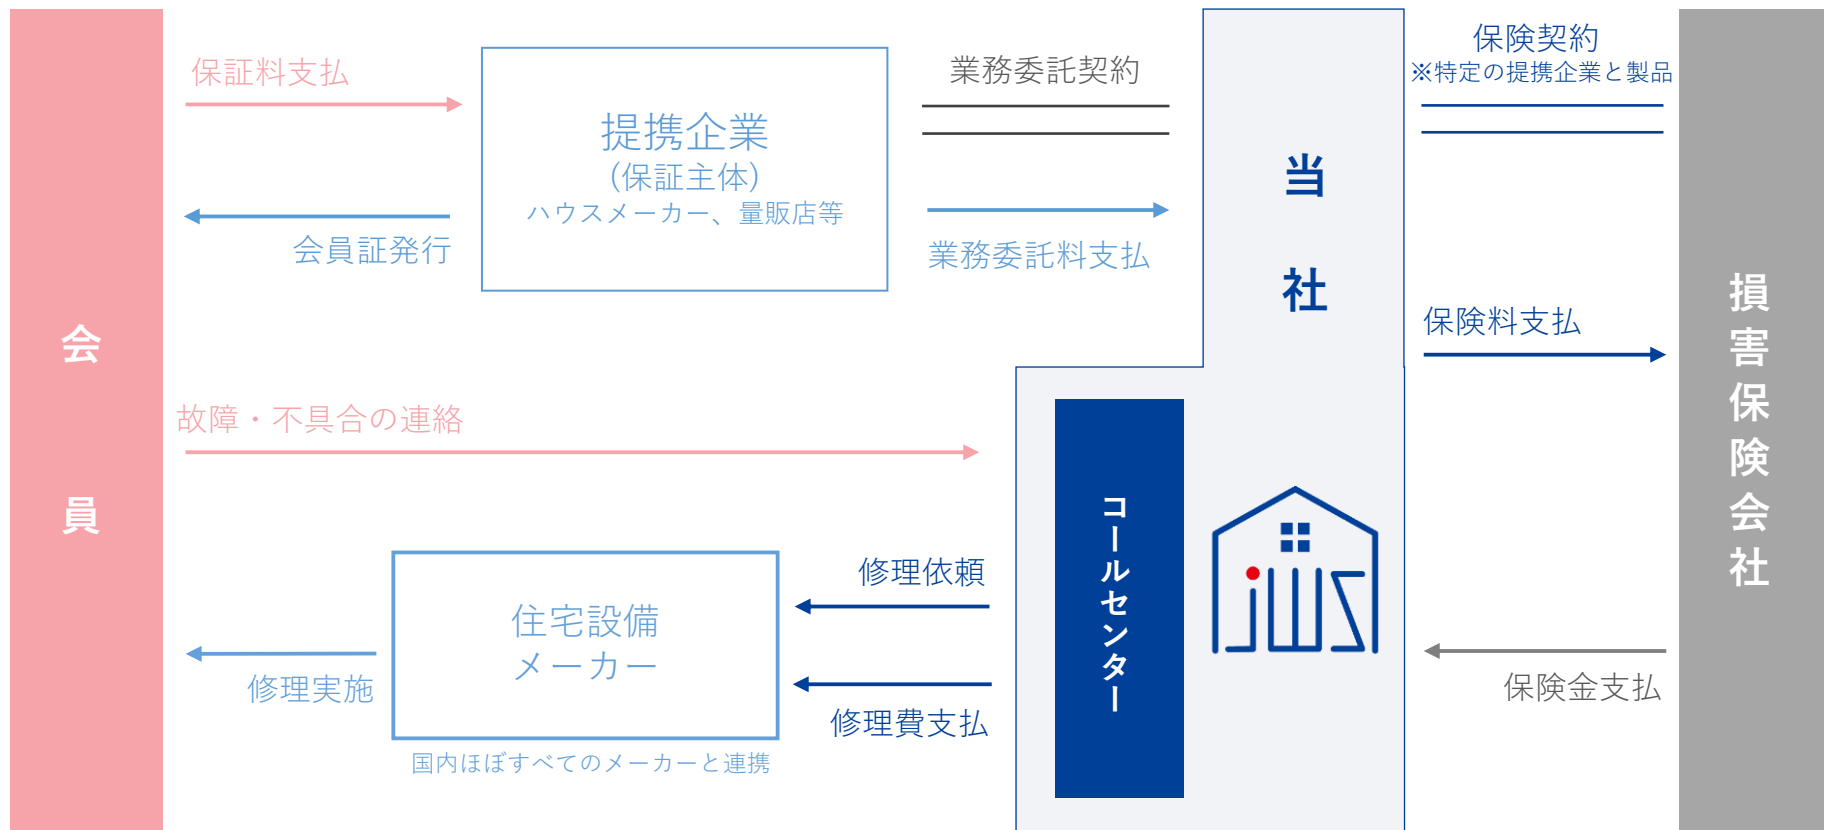 会員
保証料支払
会員証発行
提携企業
(保証主体)
ハウスメーカー、量販店等
業務委託契約
業務委託料支払
当社
保険契約
※特定の提携企業と製品
保険料支払
損害保険会社
故障・不具合の連絡
コールセンター
jws
修理依頼
修理費支払
住宅設備
メーカー
国内ほぼすべてのメーカーと連携
修理実施
保険金支払